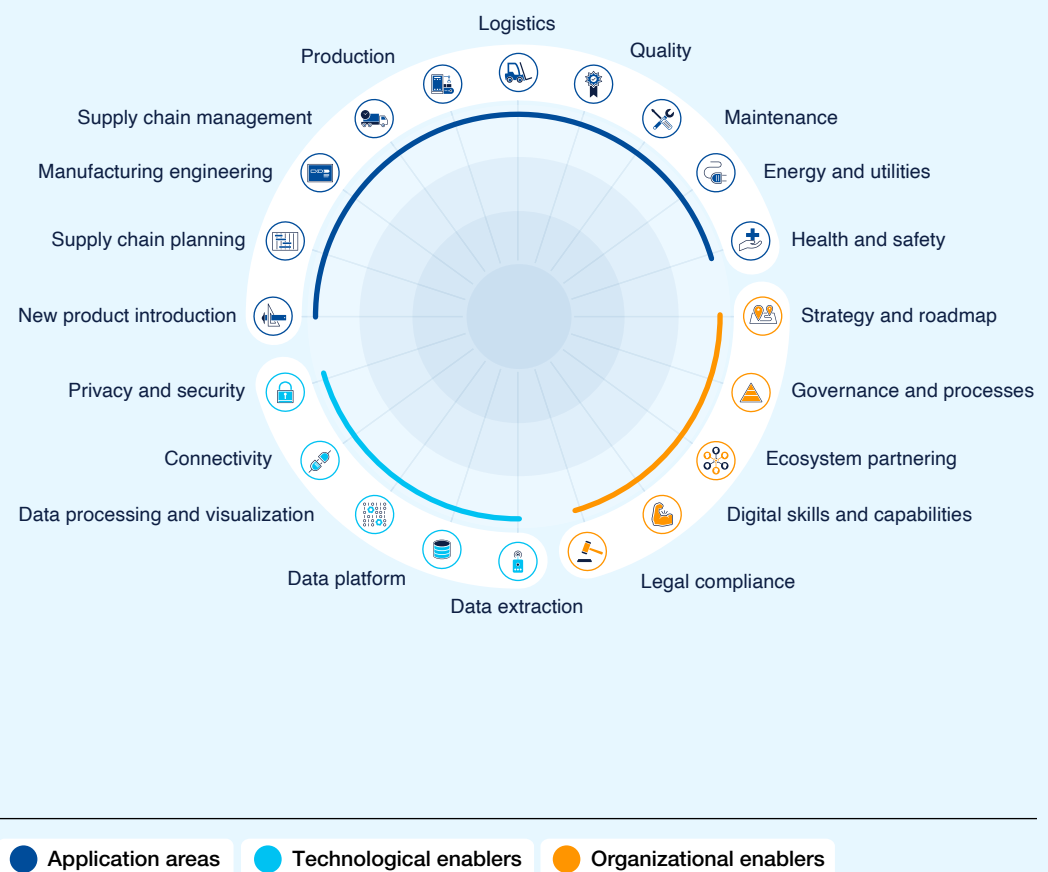 Logistics
Production
Quality
Supply chain management
Maintenance
Manufacturing engineering
Energy and utilities
Supply chain planning
Health and safety
New product introduction
Strategy and roadmap
Privacy and security
Governance and processes
Connectivity
Ecosystem partnering
Data processing and visualization
Digital skills and capabilities
Data platform
Legal compliance
Data extraction
Application areas
Technological enablers
Organizational enablers